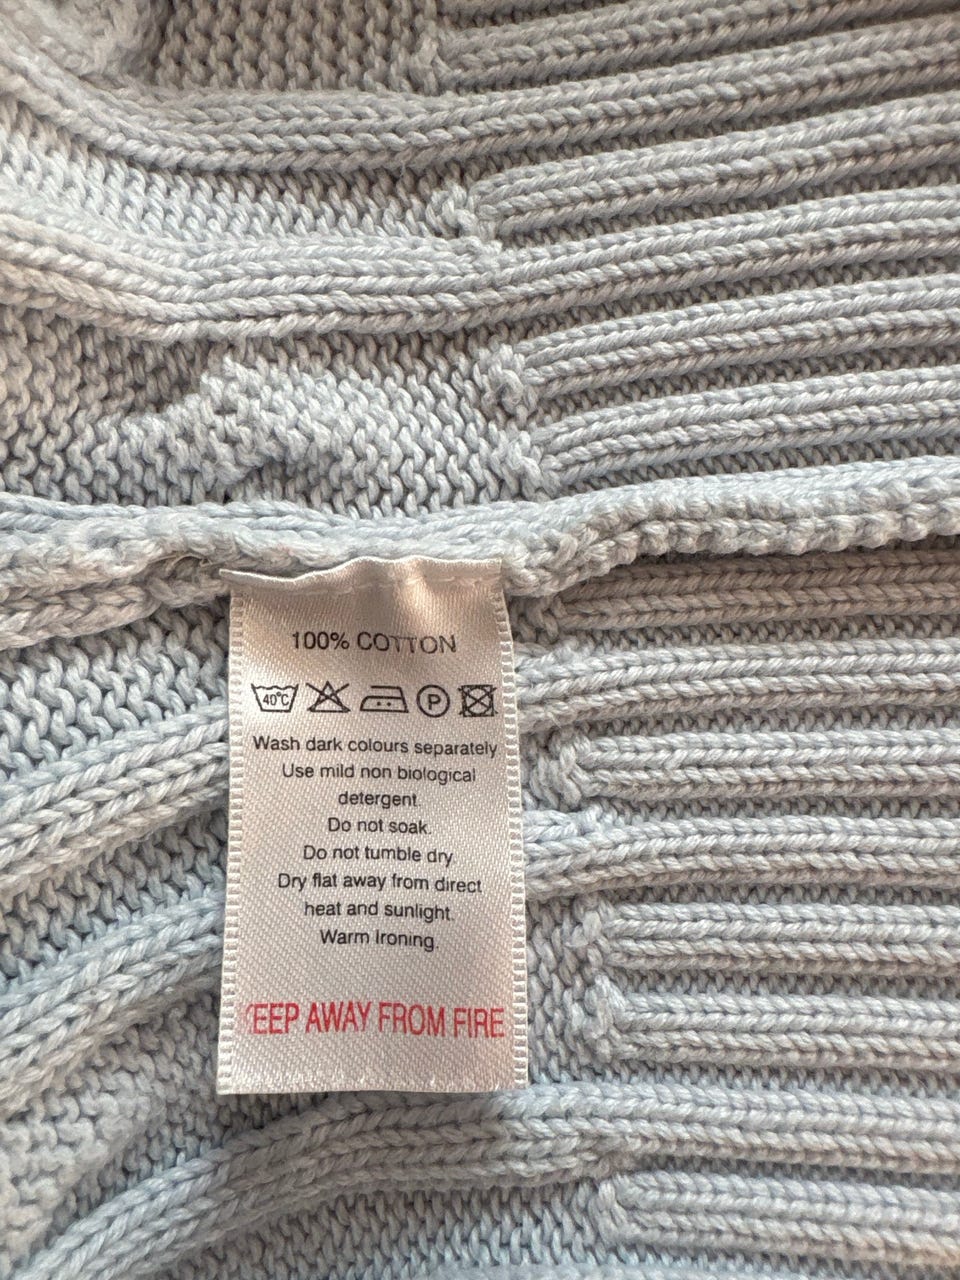 100% COTTON
40°C P
Wash dark colours separately
Use mild non biological
detergent.
Do not soak.
Do not tumble dry
Dry flat away from direct
heat and sunlight.
Warm Ironing.
KEEP AWAY FROM FIRE